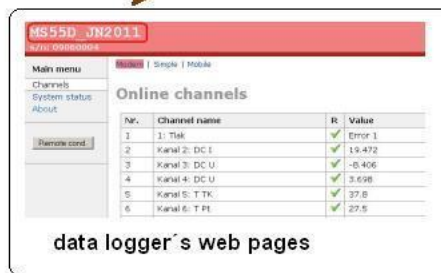 MS55D_JN2011
s/n: 09060004
Main menu
Channels
System status
About
Remote cond.
Modern | Simple | Mobile
Online channels
Nr. Channel name R Value
1 1: Tlak Error 1
2 Kanal 2: DC I 19.472
3 Kanal 3: DC U -8.406
4 Kanal 4: DC U 3.698
5 Kanal 5: T TK 37.8
6 Kanal 6: T Pt 27.5
data logger´s web pages